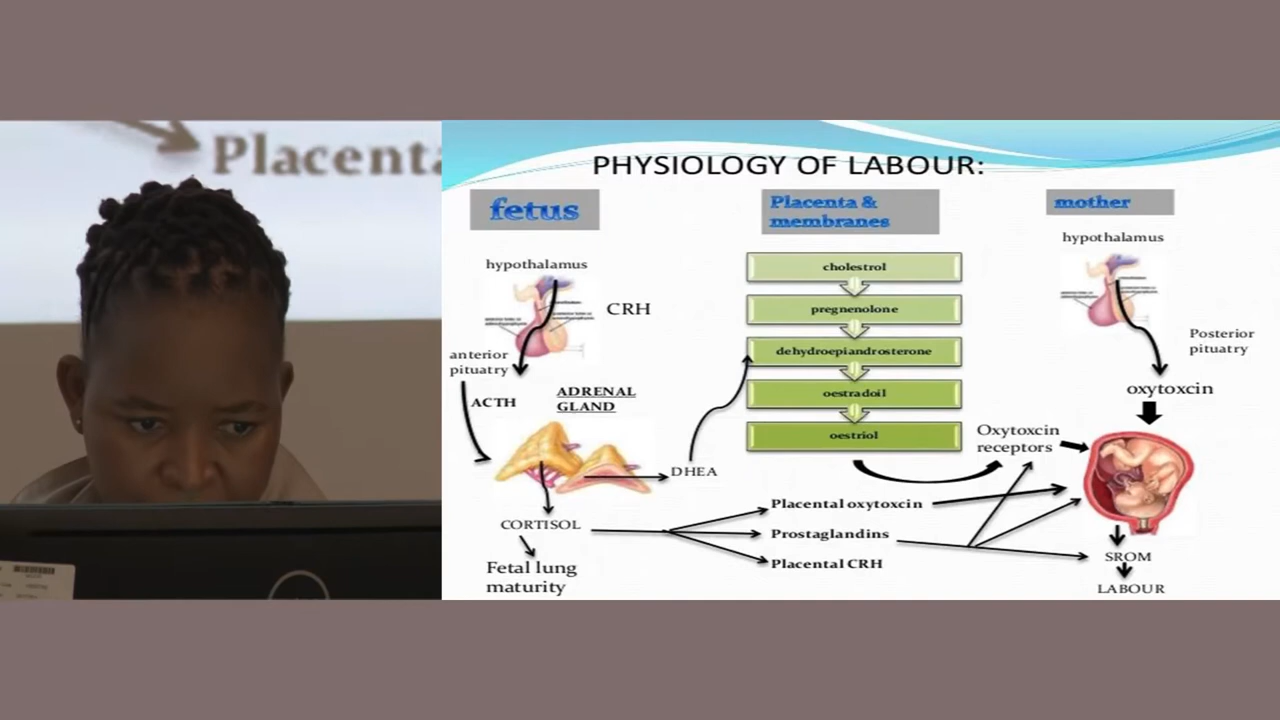 Placenta
PHYSIOLOGY OF LABOUR:
fetus
hypothalamus
CRH
anterior
pituatry
ACTH
ADRENAL
GLAND
DHEA
CORTISOL
Fetal lung
maturity
Placenta &
membranes
cholestrol
pregnenolone
dehydroepiandrosterone
oestradoil
oestriol
Oxytoxcin
receptors
Placental oxytoxcin
Prostaglandins
Placental CRH
mother
hypothalamus
Posterior
pituatry
oxytoxcin
SROM
LABOUR